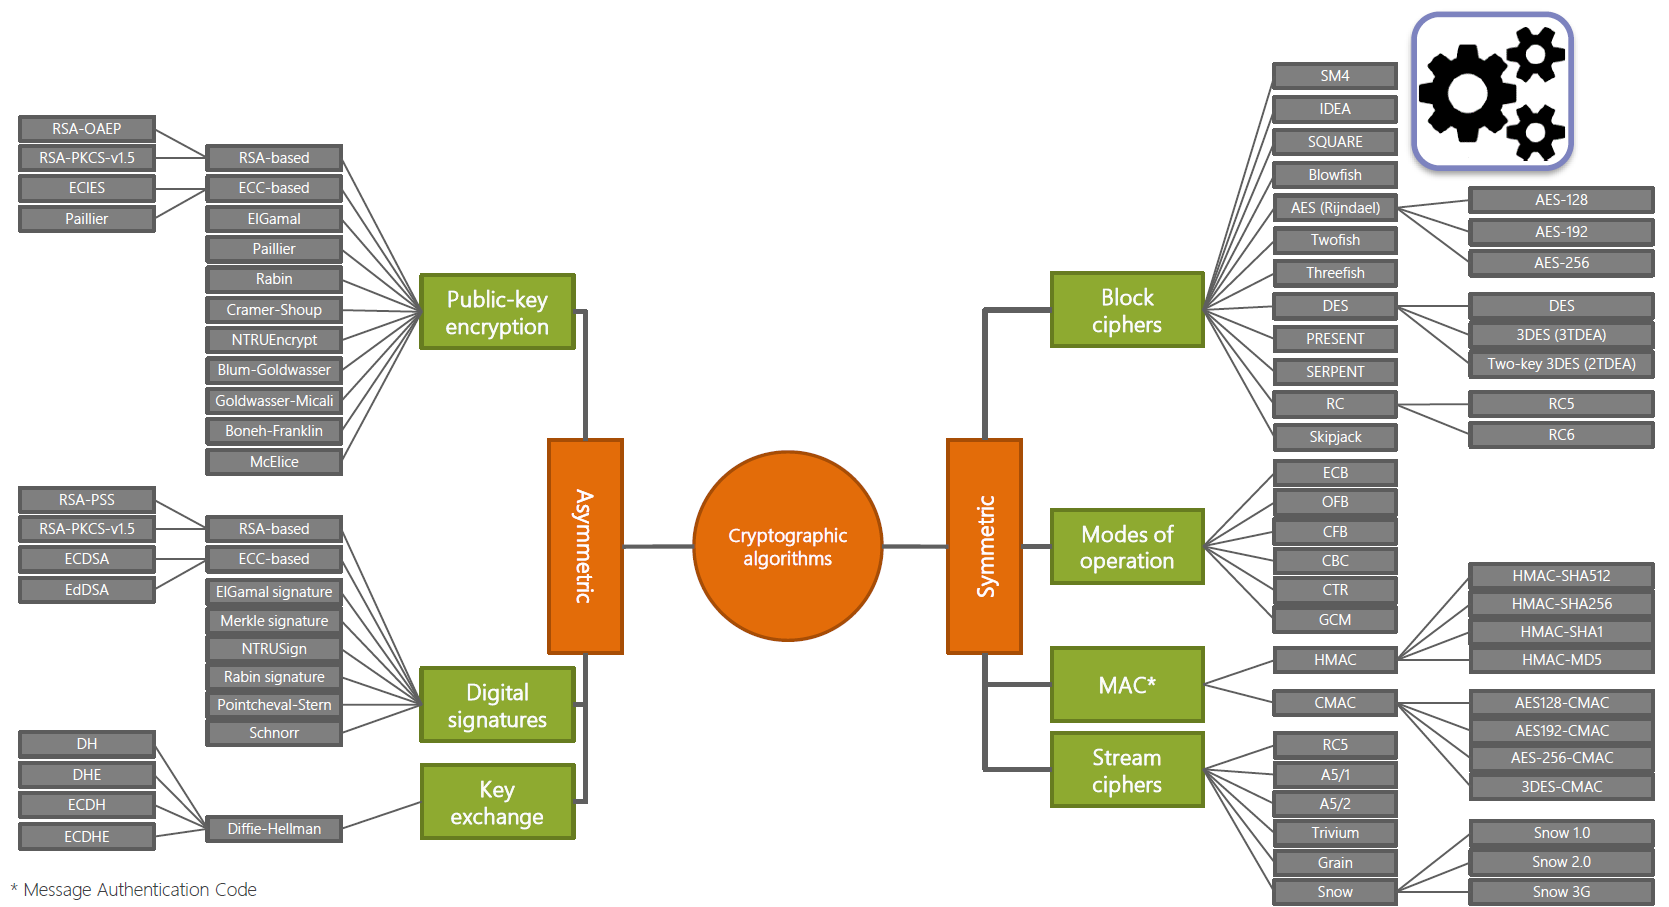 RSA-OAEP
RSA-PKCS-v1.5
ECIES
Paillier
RSA-based
ECC-based
ElGamal
Paillier
Rabin
Cramer-Shoup
NTRUEncrypt
Blum-Goldwasser
Goldwasser-Micali
Boneh-Franklin
McElice
Public-key
encryption
RSA-PSS
RSA-PKCS-v1.5
ECDSA
EdDSA
RSA-based
ECC-based
ElGamal signature
Merkle signature
NTRUSign
Rabin signature
Pointcheval-Stern
Schnorr
Digital
signatures
DH
DHE
ECDH
ECDHE
Diffie-Hellman
Key
exchange
Asymmetric
Cryptographic
algorithms
Symmetric
Block
ciphers
SM4
IDEA
SQUARE
Blowfish
AES (Rijndael)
Twofish
Threefish
DES
PRESENT
SERPENT
RC
Skipjack
AES-128
AES-192
AES-256
DES
3DES (3TDEA)
Two-key 3DES (2TDEA)
RC5
RC6
Modes of
operation
ECB
OFB
CFB
CBC
CTR
GCM
MAC*
HMAC
CMAC
HMAC-SHA512
HMAC-SHA256
HMAC-SHA1
HMAC-MD5
AES128-CMAC
AES192-CMAC
AES-256-CMAC
3DES-CMAC
Stream
ciphers
RC5
A5/1
A5/2
Trivium
Grain
Snow
Snow 1.0
Snow 2.0
Snow 3G
* Message Authentication Code